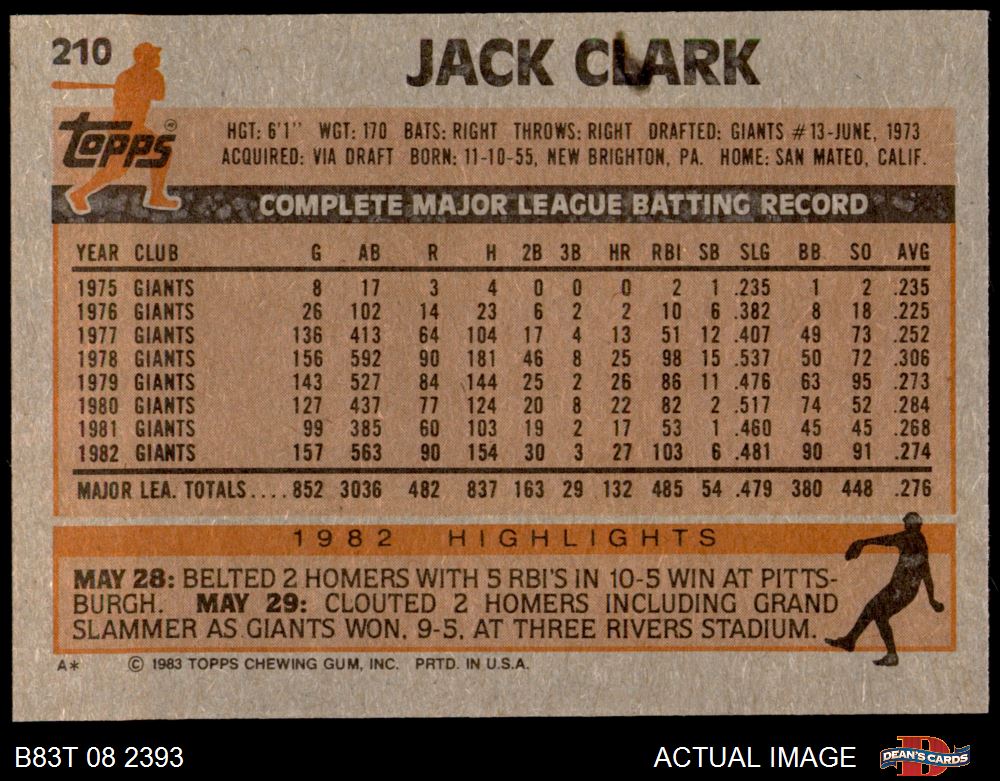 210
JACK CLARK
Topps®
HGT: 6'1" WGT: 170 BATS: RIGHT THROWS: RIGHT DRAFTED: GIANTS #13-JUNE, 1973
ACQUIRED: VIA DRAFT BORN: 11-10-55, NEW BRIGHTON, PA. HOME: SAN MATEO, CALIF.
COMPLETE MAJOR LEAGUE BATTING RECORD
YEAR CLUB G AB R H 2B 3B HR RBI SB SLG BB SO AVG
1975 GIANTS 8 17 3 4 0 0 0 2 1 .235 1 2 .235
1976 GIANTS 26 102 14 23 6 2 2 10 6 .382 8 18 .225
1977 GIANTS 136 413 64 104 17 4 13 51 12 .407 49 73 .252
1978 GIANTS 156 592 90 181 46 8 25 98 15 .537 50 72 .306
1979 GIANTS 143 527 84 144 25 2 26 86 11 .476 63 95 .273
1980 GIANTS 127 437 77 124 20 8 22 82 2 .517 74 52 .284
1981 GIANTS 99 385 60 103 19 2 17 53 1 .460 45 45 .268
1982 GIANTS 157 563 90 154 30 3 27 103 6 .481 90 91 .274
MAJOR LEA. TOTALS....852 3036 482 837 163 29 132 485 54 .479 380 448 .276
1982 HIGHLIGHTS
MAY 28: BELTED 2 HOMERS WITH 5 RBI'S IN 10-5 WIN AT PITTS-
BURGH. MAY 29: CLOUTED 2 HOMERS INCLUDING GRAND
SLAMMER AS GIANTS WON, 9-5, AT THREE RIVERS STADIUM.
A* © 1983 TOPPS CHEWING GUM, INC. PRTD. IN U.S.A.
B83T 08 2393 ACTUAL IMAGE DEAN'S CARDS